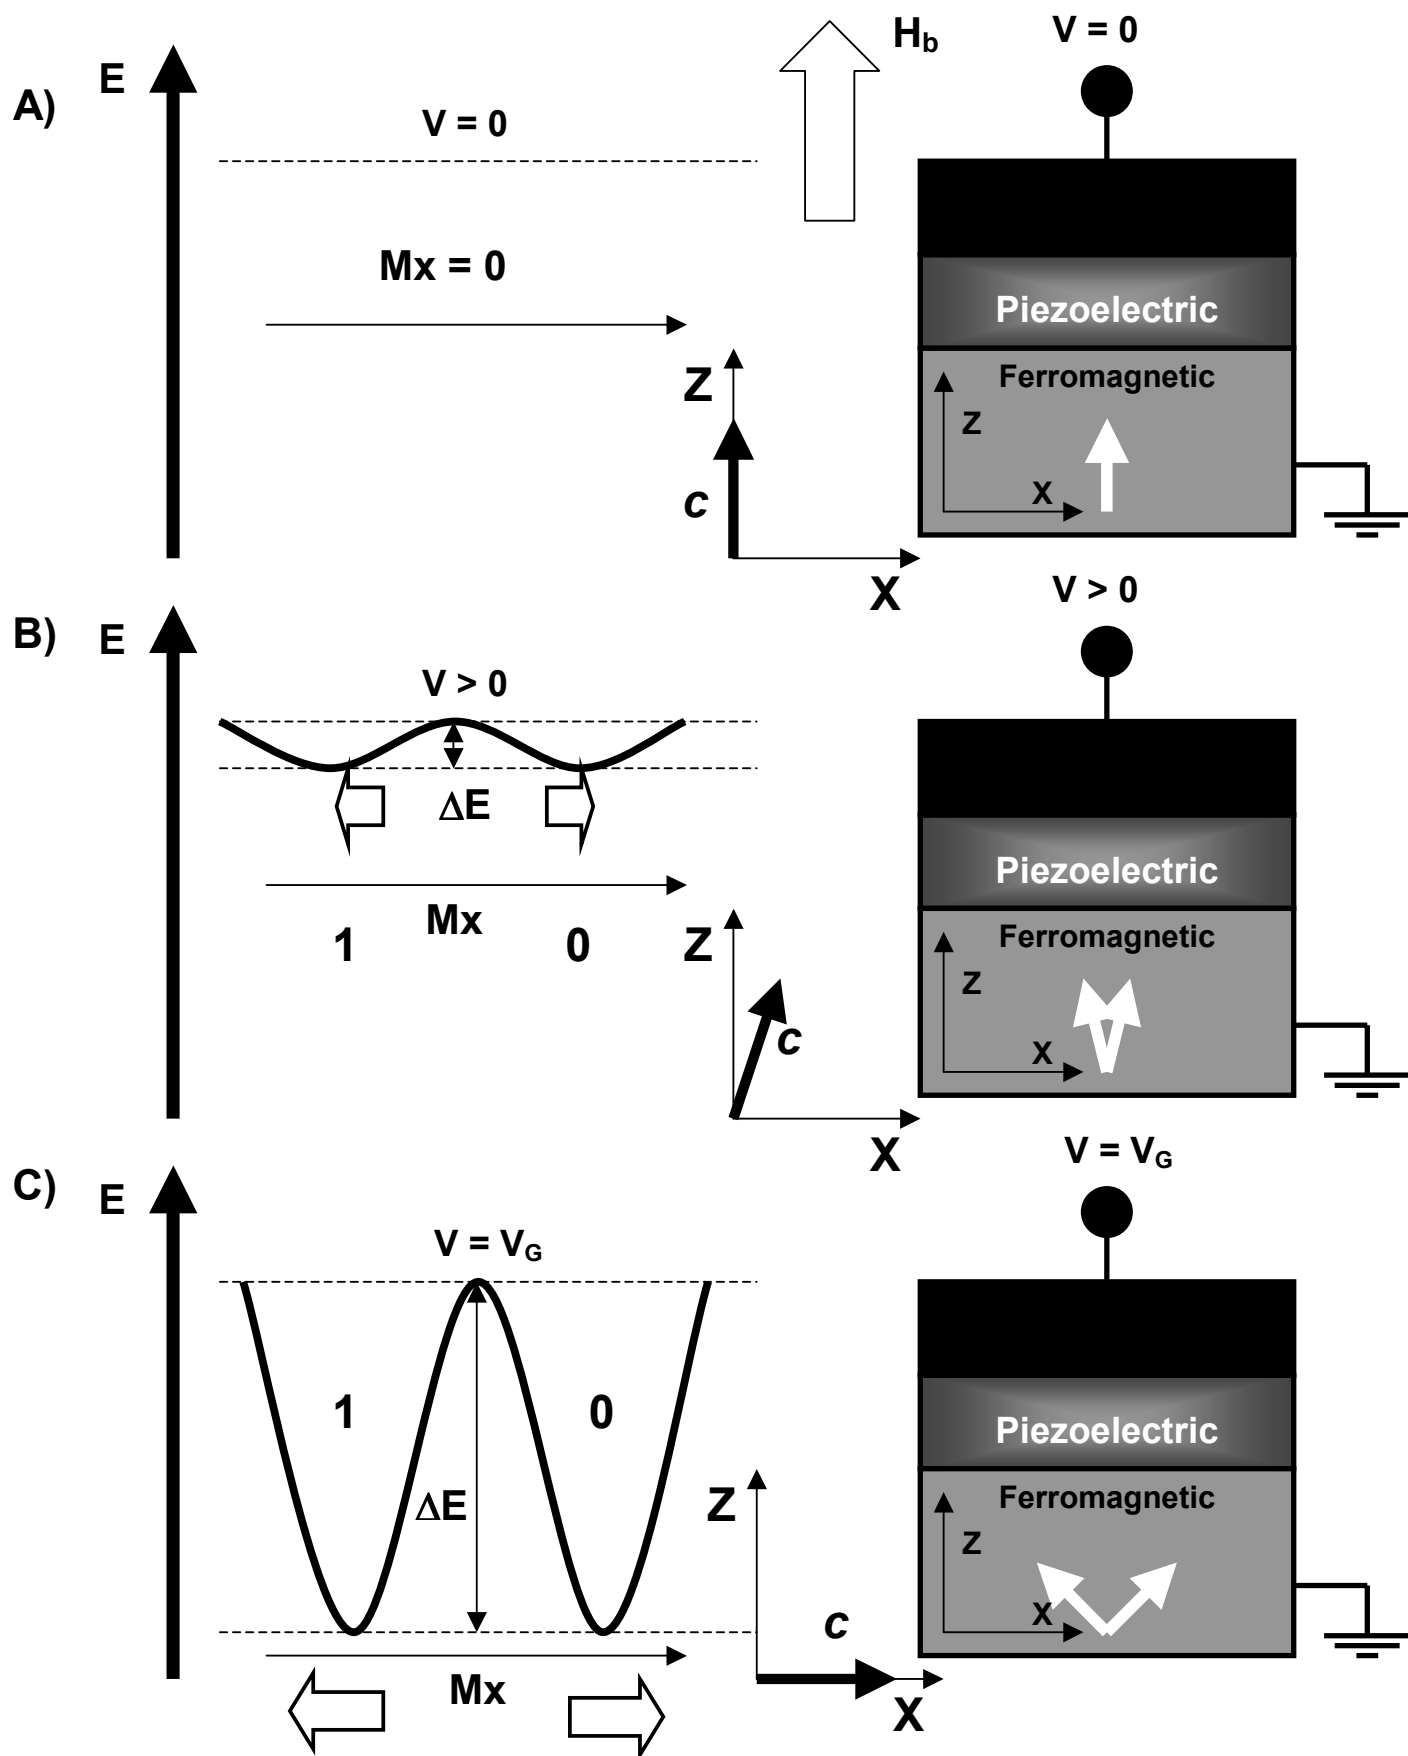 A)
E
V = 0
H_b
V = 0
Mx = 0
Piezoelectric
Ferromagnetic
Z
c
X
Z
X
B)
E
V > 0
V > 0
ΔE
Mx
1
0
Piezoelectric
Ferromagnetic
Z
c
X
Z
X
C)
E
V = V_G
V = V_G
1
0
ΔE
Mx
Piezoelectric
Ferromagnetic
Z
c
X
Z
X